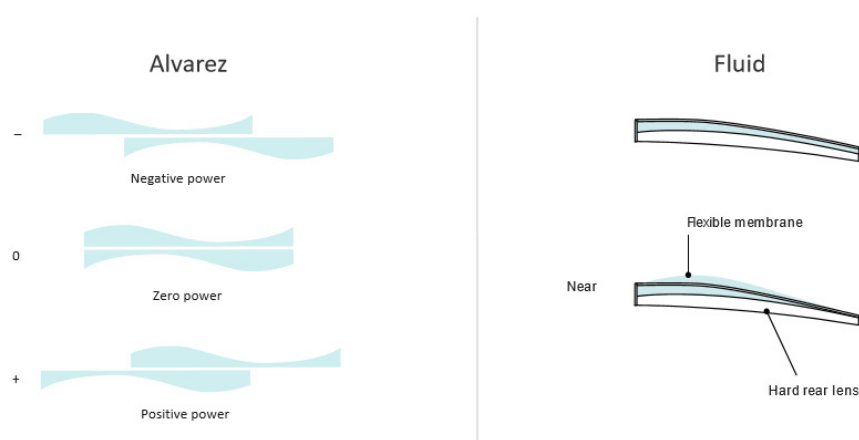 Alvarez
–
Negative power
0
Zero power
+
Positive power
Fluid
Flexible membrane
Near
Hard rear lens